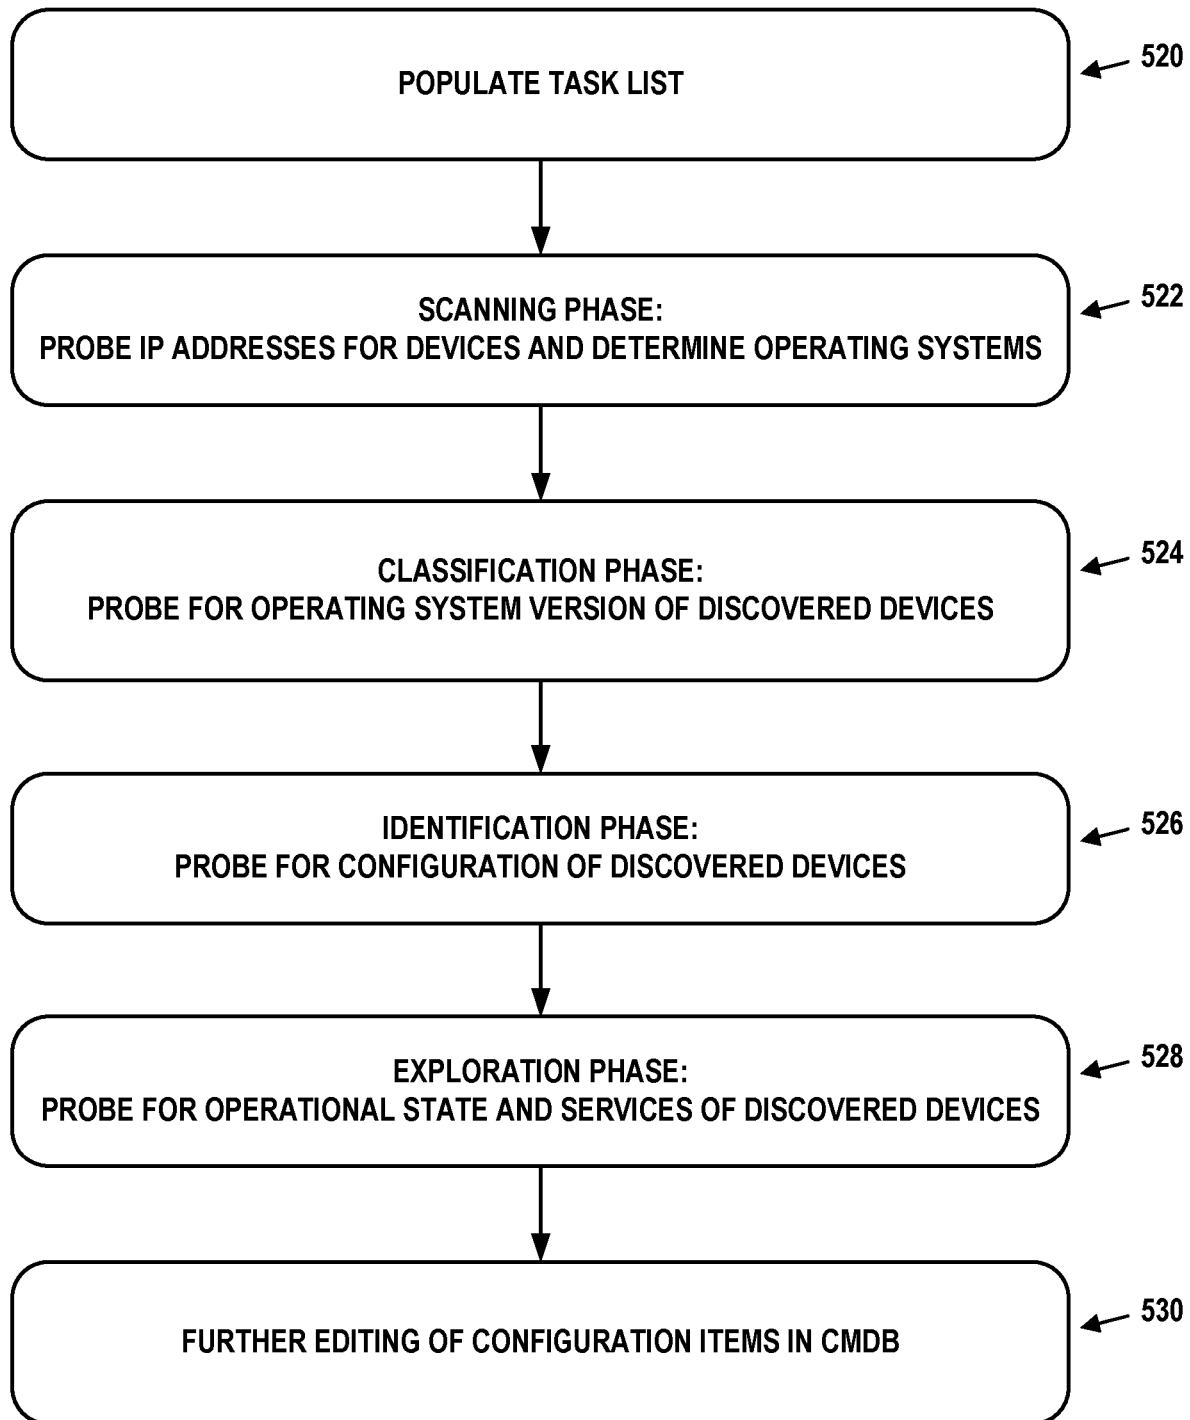 POPULATE TASK LIST
520
SCANNING PHASE:
PROBE IP ADDRESSES FOR DEVICES AND DETERMINE OPERATING SYSTEMS
522
CLASSIFICATION PHASE:
PROBE FOR OPERATING SYSTEM VERSION OF DISCOVERED DEVICES
524
IDENTIFICATION PHASE:
PROBE FOR CONFIGURATION OF DISCOVERED DEVICES
526
EXPLORATION PHASE:
PROBE FOR OPERATIONAL STATE AND SERVICES OF DISCOVERED DEVICES
528
FURTHER EDITING OF CONFIGURATION ITEMS IN CMDB
530